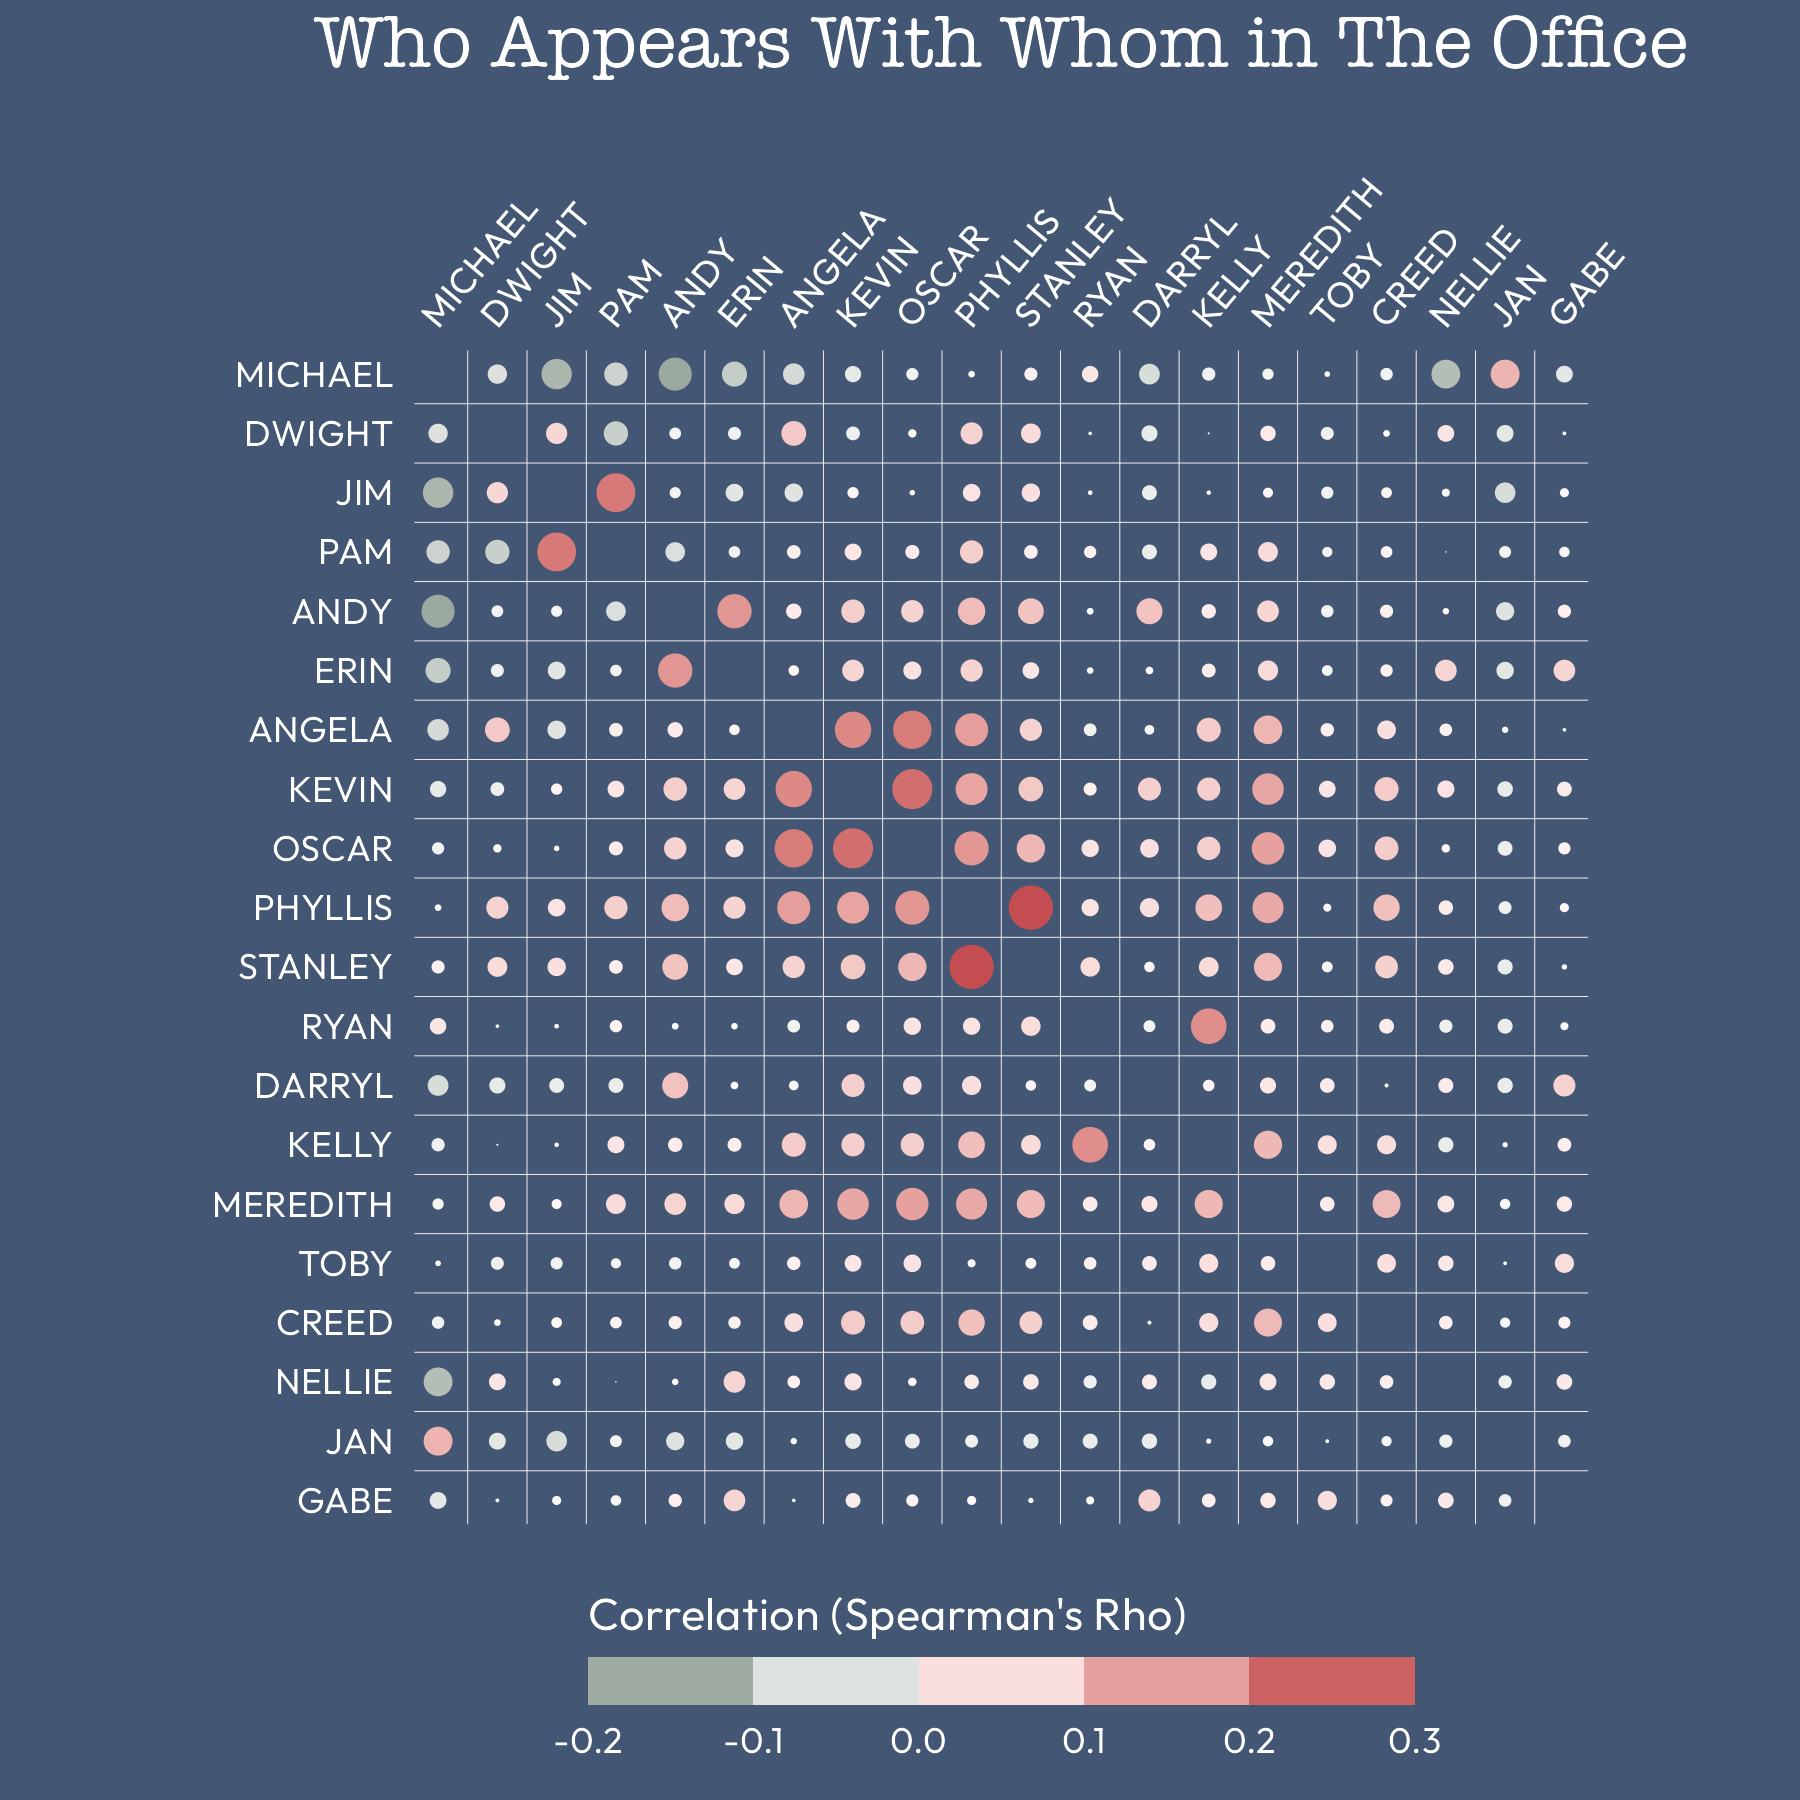 Who Appears With Whom in The Office
MICHAEL
DWIGHT
JIM
PAM
ANDY
ERIN
ANGELA
KEVIN
OSCAR
PHYLLIS
STANLEY
RYAN
DARRYL
KELLY
MEREDITH
TOBY
CREED
NELLIE
JAN
GABE
MICHAEL
DWIGHT
JIM
PAM
ANDY
ERIN
ANGELA
KEVIN
OSCAR
PHYLLIS
STANLEY
RYAN
DARRYL
KELLY
MEREDITH
TOBY
CREED
NELLIE
JAN
GABE
Correlation (Spearman's Rho)
-0.2 -0.1 0.0 0.1 0.2 0.3